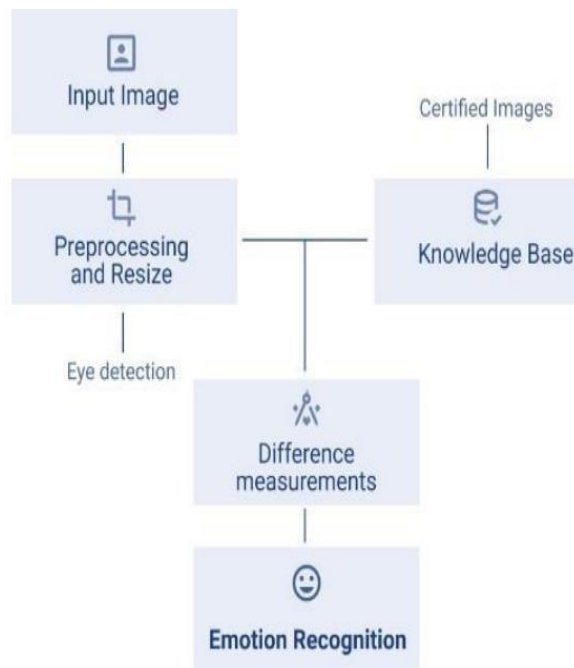 Input Image
Certified Images
Preprocessing
and Resize
Knowledge Base
Eye detection
Difference
measurements
Emotion Recognition